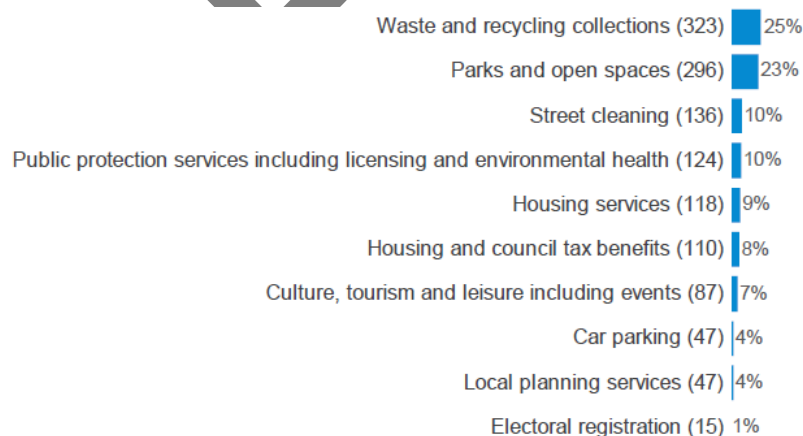 Waste and recycling collections (323) 25%
Parks and open spaces (296) 23%
Street cleaning (136) 10%
Public protection services including licensing and environmental health (124) 10%
Housing services (118) 9%
Housing and council tax benefits (110) 8%
Culture, tourism and leisure including events (87) 7%
Car parking (47) 4%
Local planning services (47) 4%
Electoral registration (15) 1%